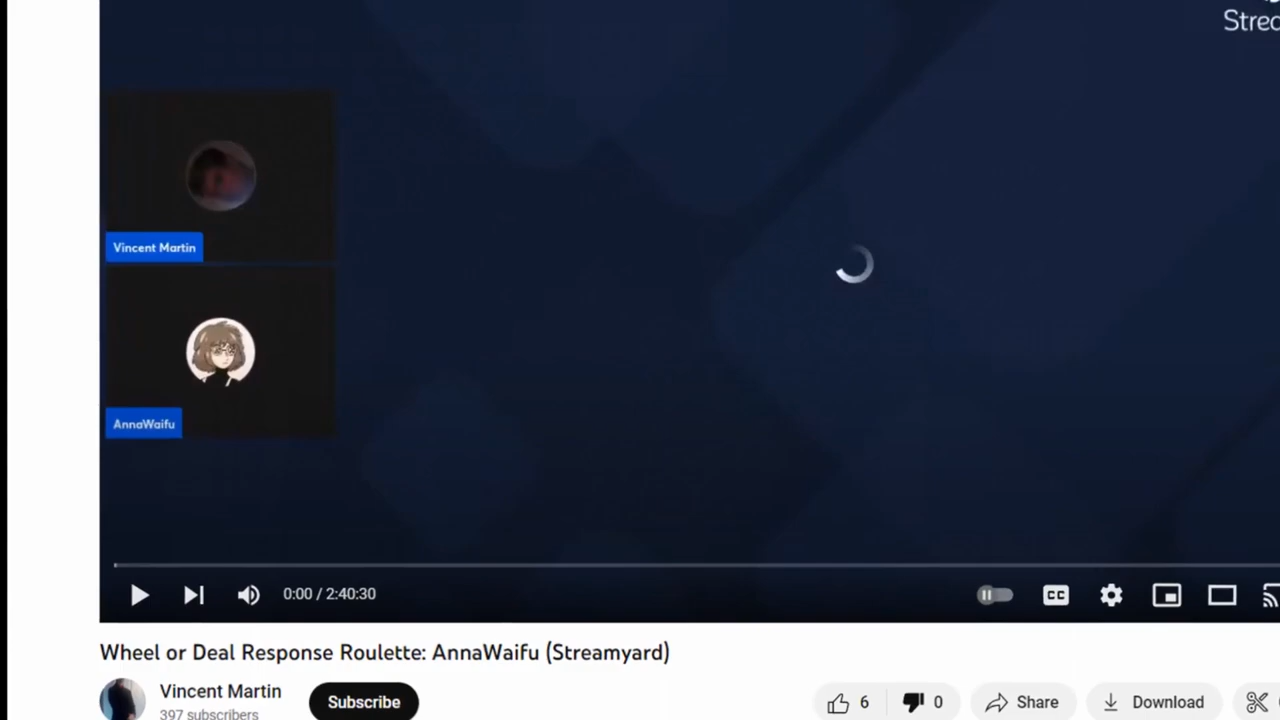 Vincent Martin
AnnaWaifu
0:00 / 2:40:30
CC
Wheel or Deal Response Roulette: AnnaWaifu (Streamyard)
Vincent Martin
397 subscribers
Subscribe
6
0
Share
Download